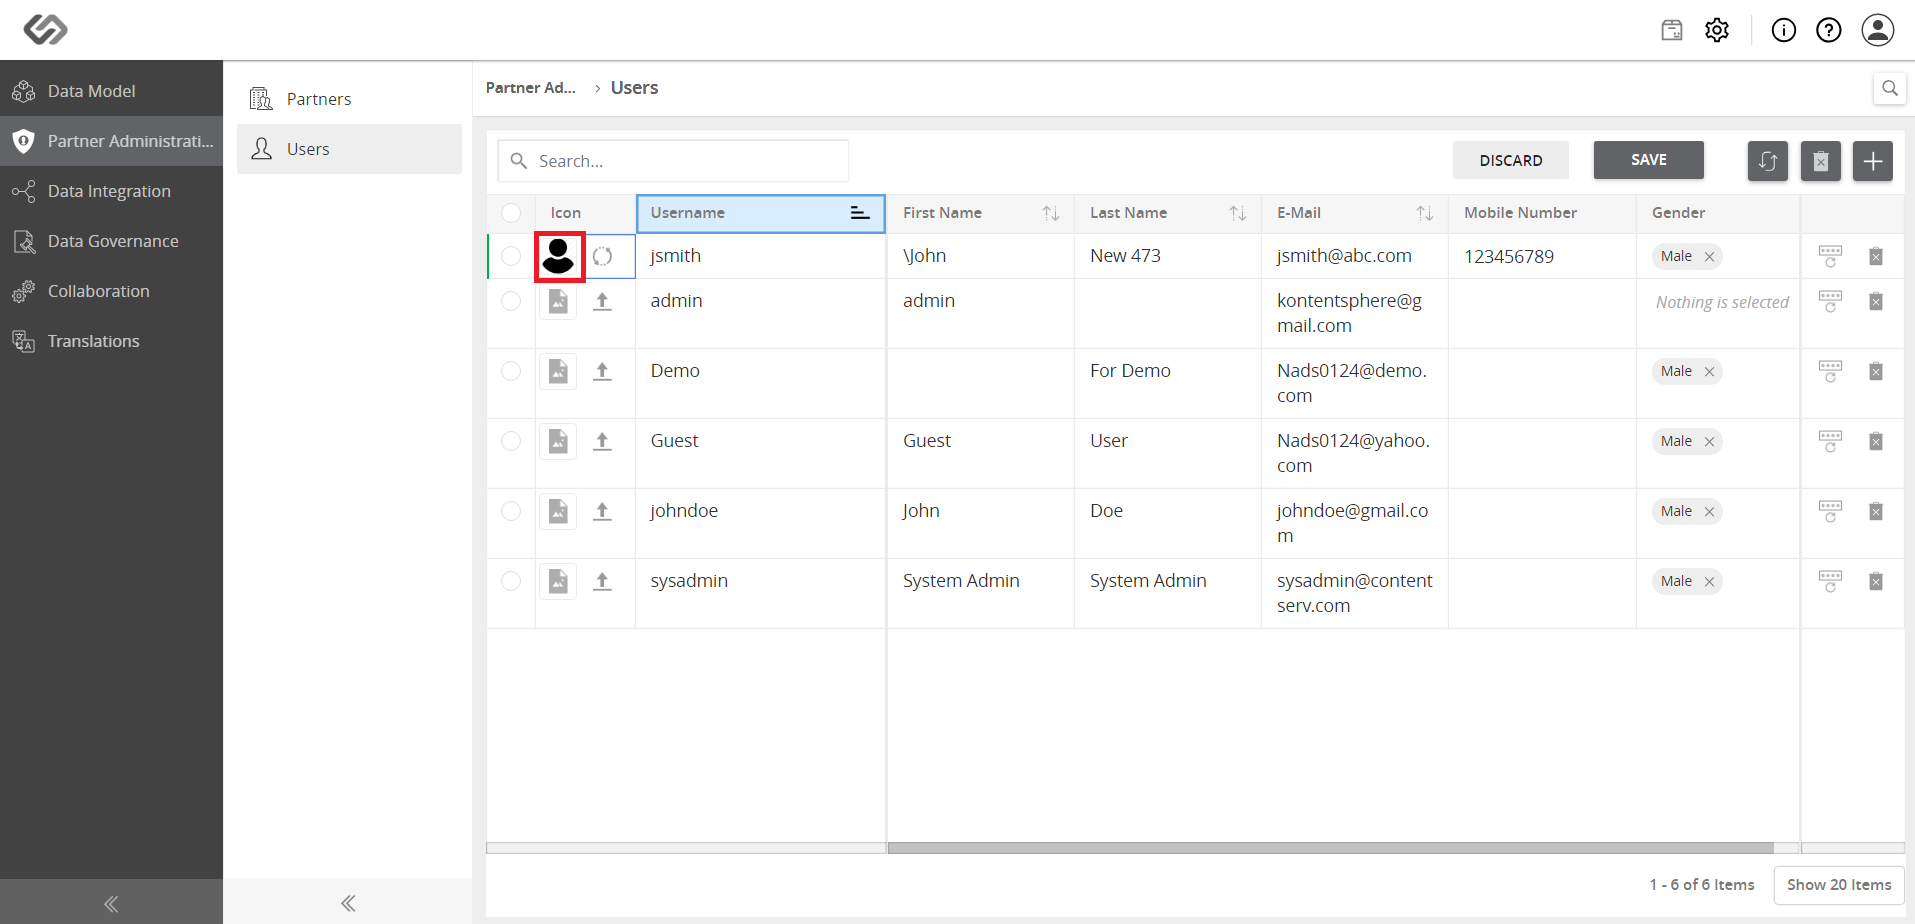 Data Model
Partner Administrati...
Data Integration
Data Governance
Collaboration
Translations
Partners
Users
Partner Ad... › Users
Search...
DISCARD
SAVE
Icon Username First Name Last Name E-Mail Mobile Number Gender
jsmith \John New 473 jsmith@abc.com 123456789 Male
admin admin kontentsphere@g Nothing is selected
mail.com
Demo For Demo Nads0124@demo. Male
com
Guest Guest User Nads0124@yahoo. Male
com
johndoe John Doe johndoe@gmail.co Male
m
sysadmin System Admin System Admin sysadmin@content Male
serv.com
1 - 6 of 6 Items
Show 20 Items